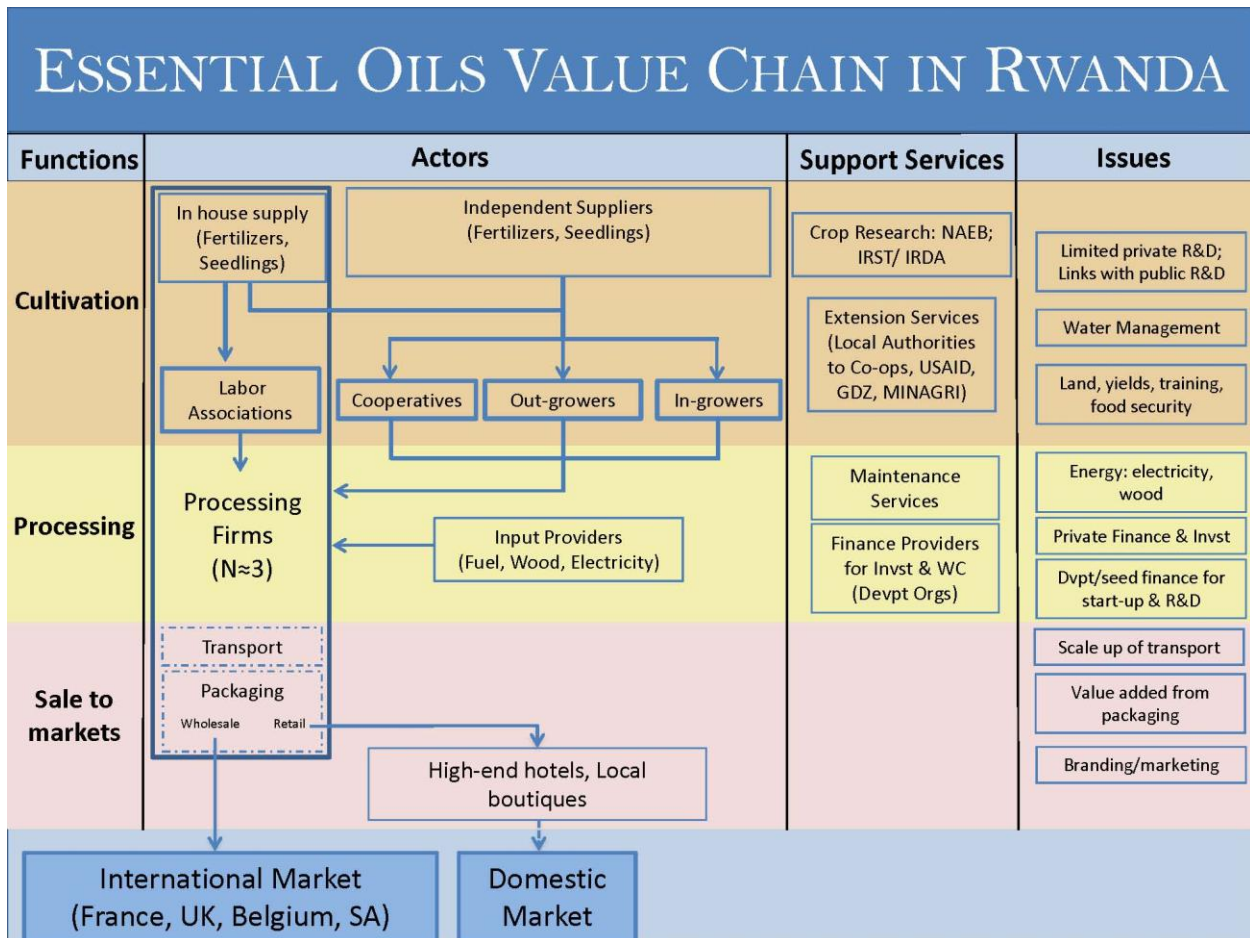 ESSENTIAL OILS VALUE CHAIN IN RWANDA
Functions
Actors
Support Services
Issues
Cultivation
In house supply
(Fertilizers,
Seedlings)
Independent Suppliers
(Fertilizers, Seedlings)
Labor
Associations
Cooperatives
Out-growers
In-growers
Crop Research: NAEB;
IRST/ IRDA
Extension Services
(Local Authorities
to Co-ops, USAID,
GDZ, MINAGRI)
Limited private R&D;
Links with public R&D
Water Management
Land, yields, training,
food security
Processing
Processing
Firms
(N≈3)
Input Providers
(Fuel, Wood, Electricity)
Maintenance
Services
Finance Providers
for Invst & WC
(Devpt Orgs)
Energy: electricity,
wood
Private Finance & Invst
Dvpt/seed finance for
start-up & R&D
Sale to
markets
Transport
Packaging
Wholesale
Retail
High-end hotels, Local
boutiques
Scale up of transport
Value added from
packaging
Branding/marketing
International Market
(France, UK, Belgium, SA)
Domestic
Market